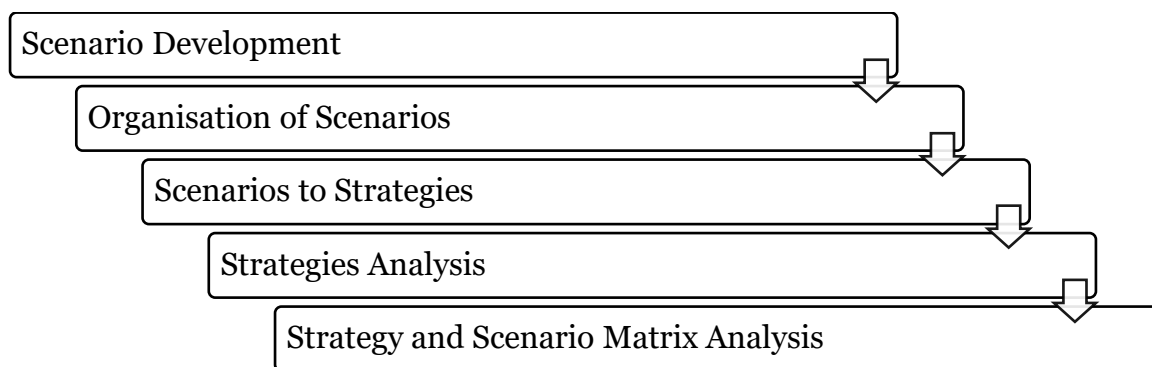 Scenario Development
Organisation of Scenarios
Scenarios to Strategies
Strategies Analysis
Strategy and Scenario Matrix Analysis